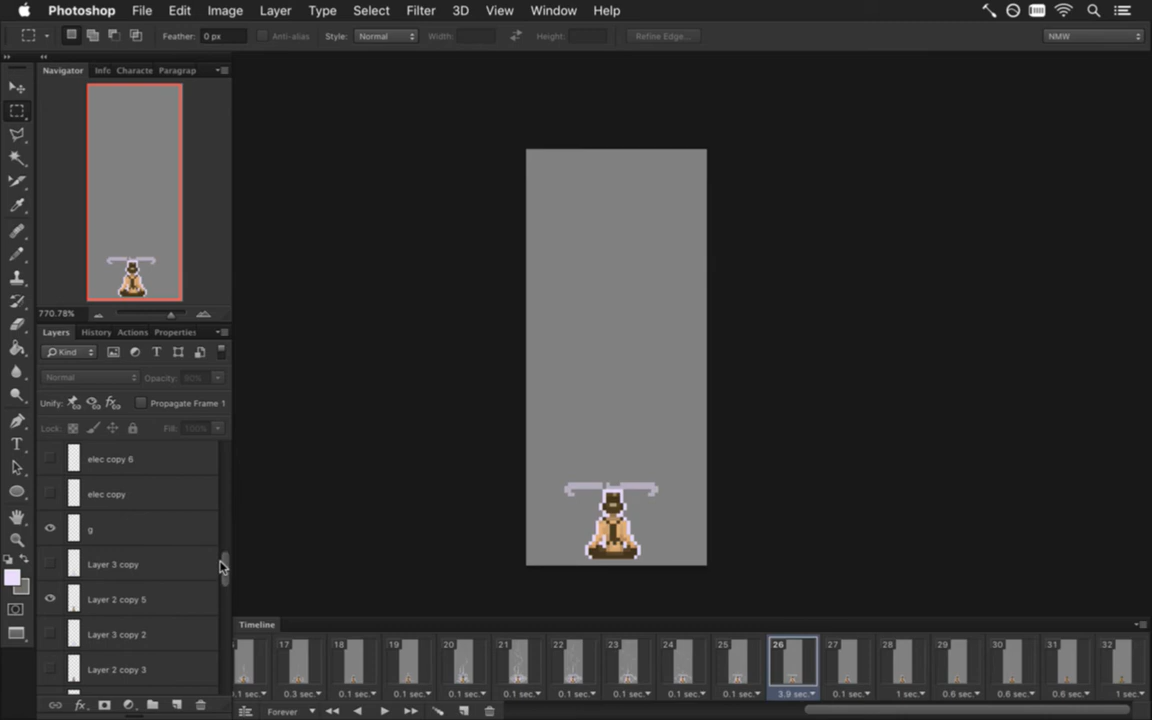 Photoshop File Edit Image Layer Type Select Filter 3D View Window Help
Feather: 0 px Anti-alias Style: Normal Width: Height: Refine Edge... NMW
Navigator Info Characte Paragrap
770.78%
Layers History Actions Properties
Kind
Normal Opacity: 90%
Unify: Propagate Frame 1
Lock: Fill: 100%
elec copy 6
elec copy
g
Layer 3 copy
Layer 2 copy 5
Layer 3 copy 2
Layer 2 copy 3
Timeline
17 18 19 20 21 22 23 24 25 26 27 28 29 30 31 32
0.1 sec. 0.3 sec. 0.1 sec. 0.1 sec. 0.1 sec. 0.1 sec. 0.1 sec. 0.1 sec. 0.1 sec. 0.1 sec. 3.9 sec. 0.1 sec. 1 sec. 0.6 sec. 0.6 sec. 0.6 sec. 1 sec.
Forever